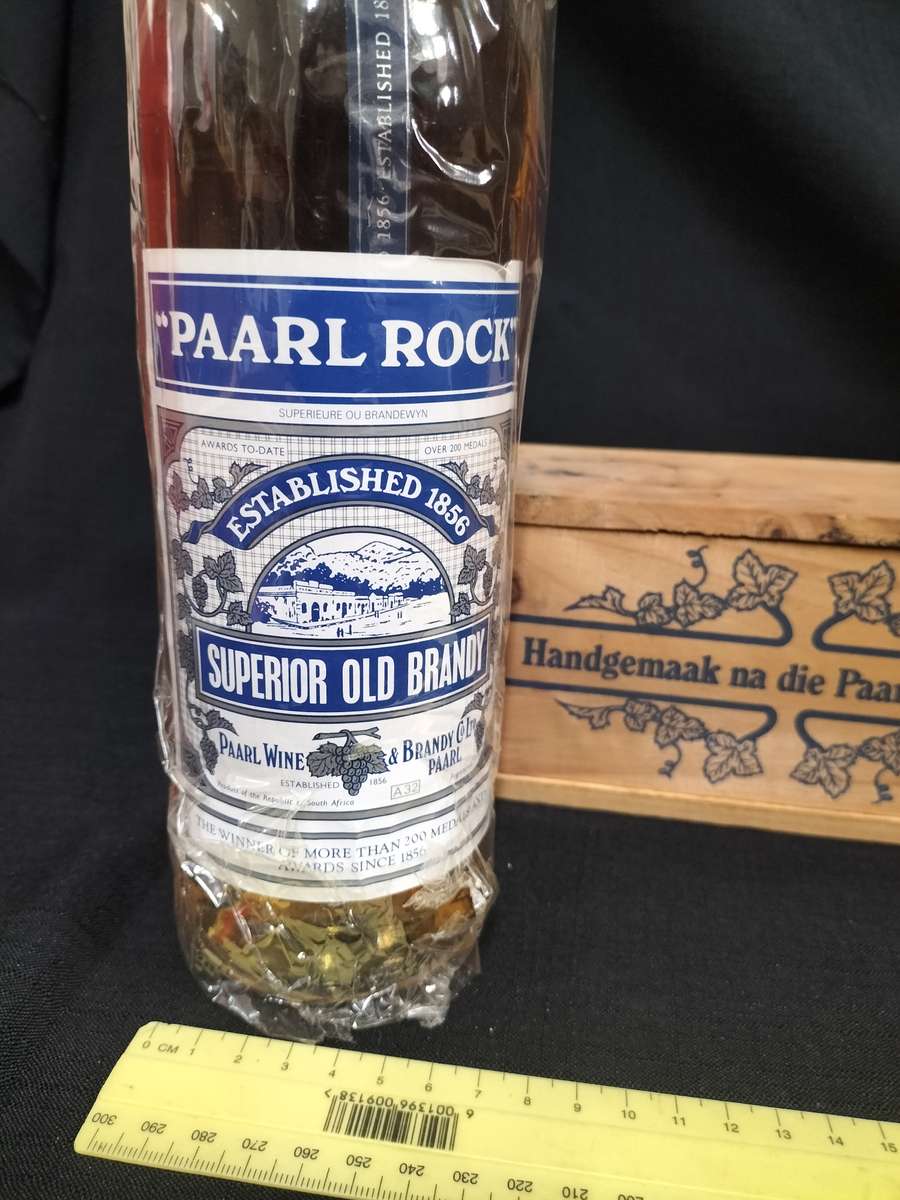 1856 ESTABLISHED 18
"PAARL ROCK"
SUPERIEURE OU BRANDEWYN
AWARDS TO-DATE
OVER 200 MEDALS
ESTABLISHED 1856
SUPERIOR OLD BRANDY
PAARL WINE & BRANDY CO LTD
PAARL
ESTABLISHED 1856
Product of the Republic of South Africa
A32
THE WINNER OF MORE THAN 200 MEDALS
AWARDS SINCE 1856
Handgemaak na die Paar
0 CM 1 2 3 4 5 6 7 8 9 10 11 12 13 14 15
6 001396 009138 >
300 290 280 270 260 250 240 230 220 210